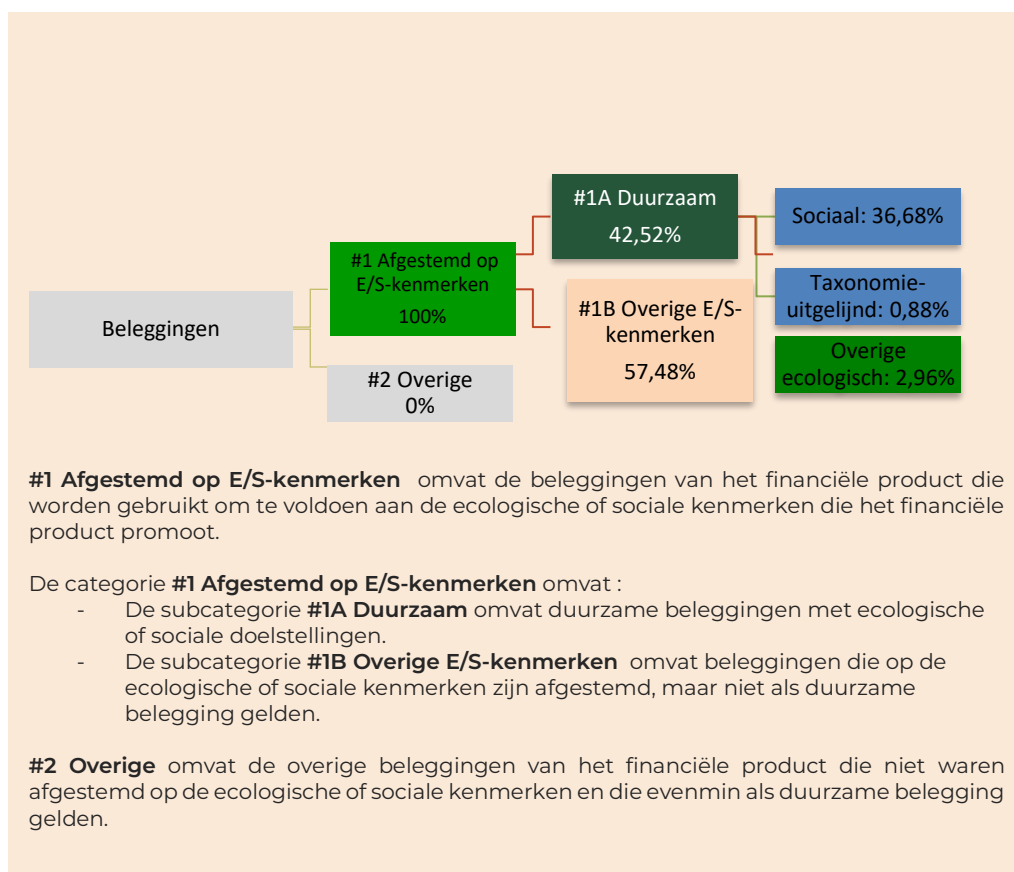 #1A Duurzaam
42,52%
Sociaal: 36,68%
#1 Afgestemd op
E/S-kenmerken
100%
Taxonomie-
uitgelijnd: 0,88%
Beleggingen
#1B Overige E/S-
kenmerken
57,48%
Overige
ecologisch: 2,96%
#2 Overige
0%
#1 Afgestemd op E/S-kenmerken omvat de beleggingen van het financiële product die
worden gebruikt om te voldoen aan de ecologische of sociale kenmerken die het financiële
product promoot.
De categorie #1 Afgestemd op E/S-kenmerken omvat :
- De subcategorie #1A Duurzaam omvat duurzame beleggingen met ecologische
of sociale doelstellingen.
- De subcategorie #1B Overige E/S-kenmerken omvat beleggingen die op de
ecologische of sociale kenmerken zijn afgestemd, maar niet als duurzame
belegging gelden.
#2 Overige omvat de overige beleggingen van het financiële product die niet waren
afgestemd op de ecologische of sociale kenmerken en die evenmin als duurzame belegging
gelden.